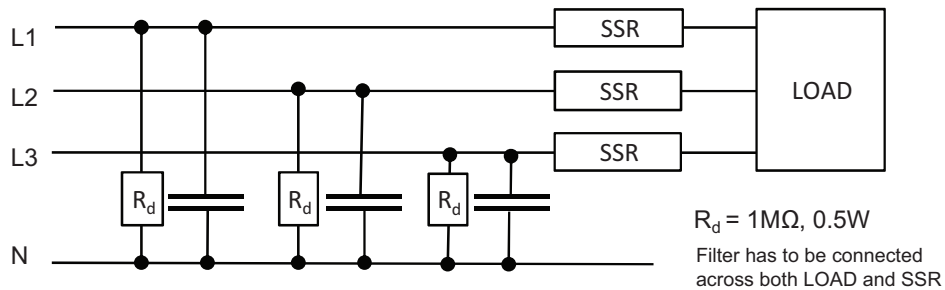 L1
SSR
L2
SSR
LOAD
L3
SSR
Rd
Rd
Rd
Rd = 1MΩ, 0.5W
N
Filter has to be connected
across both LOAD and SSR